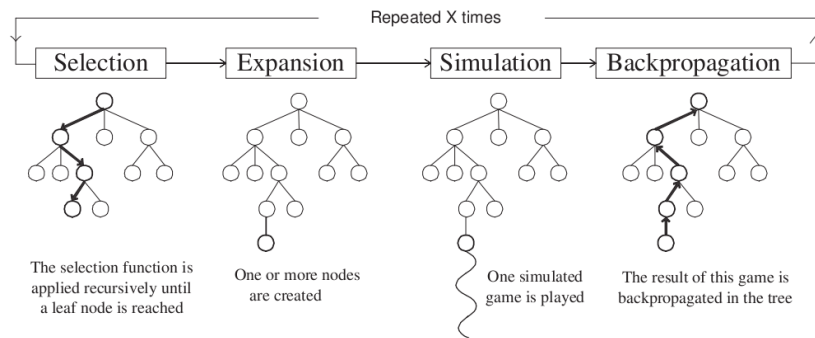 Repeated X times
Selection
Expansion
Simulation
Backpropagation
The selection function is
applied recursively until
a leaf node is reached
One or more nodes
are created
One simulated
game is played
The result of this game is
backpropagated in the tree